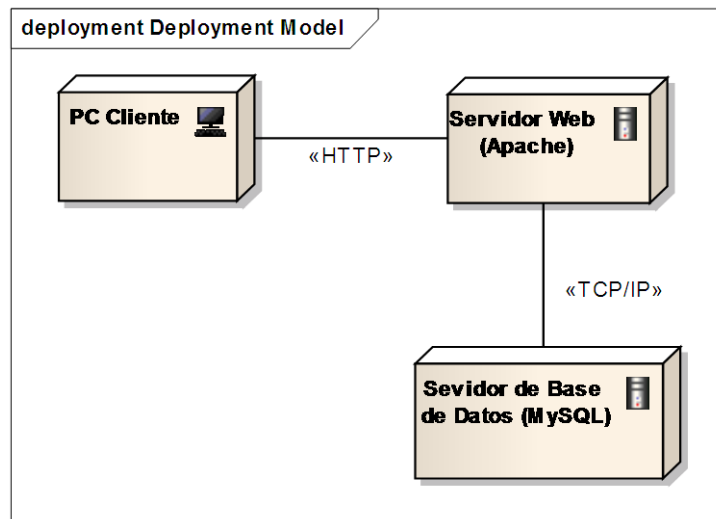 deployment Deployment Model
PC Cliente
Servidor Web
(Apache)
«HTTP»
«TCP/IP»
Sevidor de Base
de Datos (MySQL)